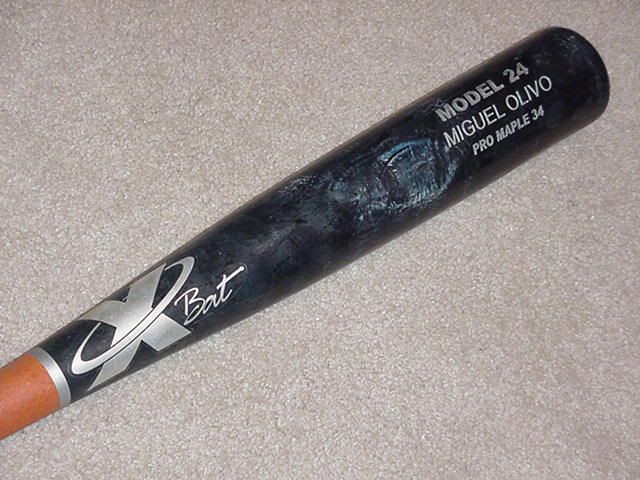 MODEL 24
MIGUEL OLIVO
PRO MAPLE 34
X Bat